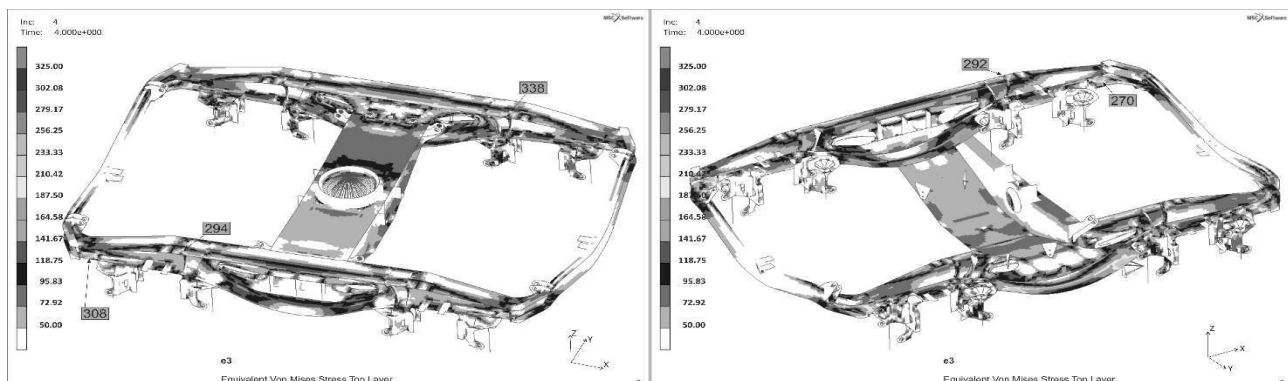 Inc: 4
Time: 4.000e+000
MSC Software
325.00
302.08
279.17
256.25
233.33
210.42
187.50
164.58
141.67
118.75
95.83
72.92
50.00
338
294
308
Z
Y
X
e3
Equivalent Von Mises Stress Top Layer
Inc: 4
Time: 4.000e+000
MSC Software
325.00
302.08
279.17
256.25
233.33
210.42
187.50
164.58
141.67
118.75
95.83
72.92
50.00
292
270
Z
X
Y
e3
Equivalent Von Mises Stress Top Layer